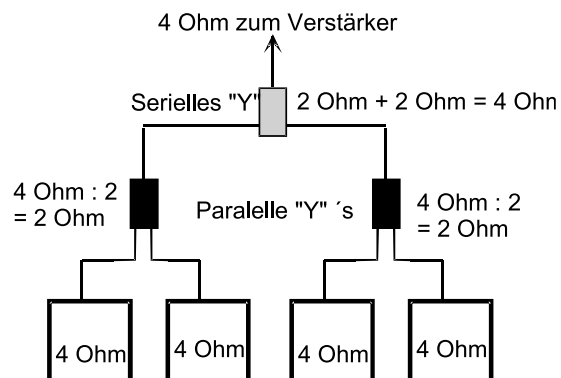 4 Ohm zum Verstärker
Serielles "Y"
2 Ohm + 2 Ohm = 4 Ohn
4 Ohm : 2
= 2 Ohm
Paralelle "Y" ´s
4 Ohm : 2
= 2 Ohm
4 Ohm
4 Ohm
4 Ohm
4 Ohm